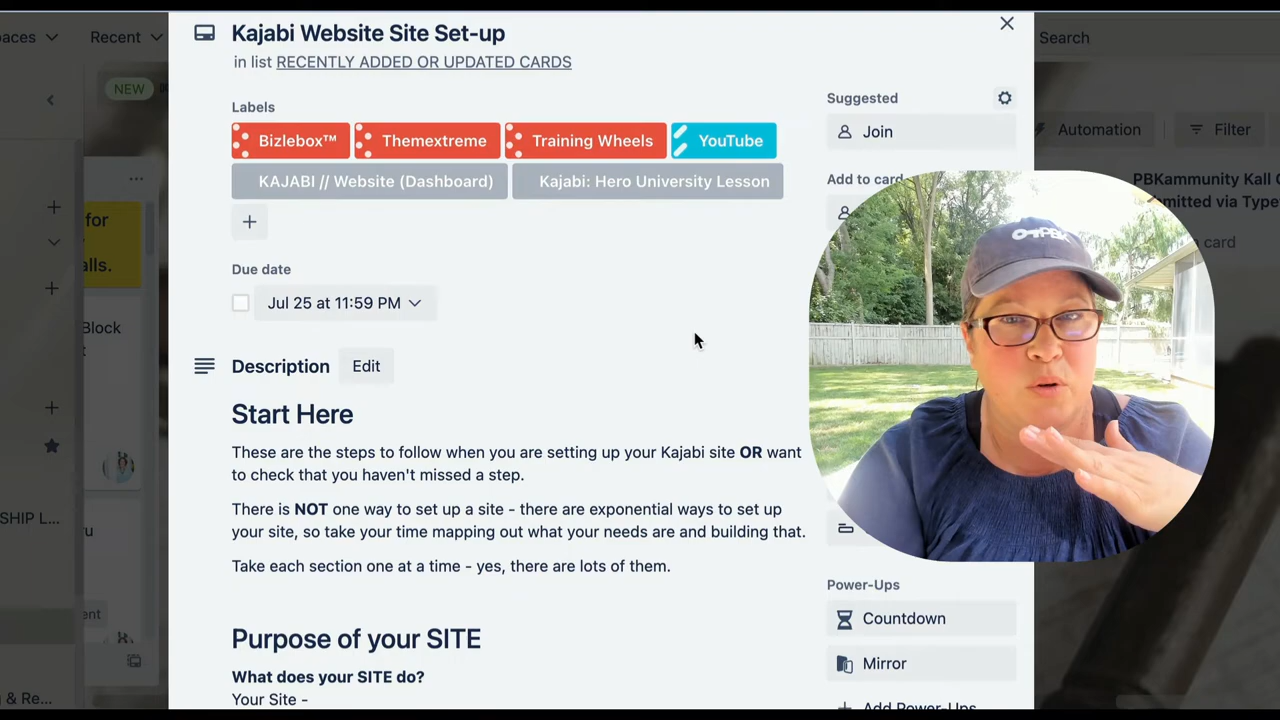 paces
Recent
NEW
Search
Automation
Filter
for
alls.
Block
SHIP L...
ru
ent
g & Re...
Kajabi Website Site Set-up
in list RECENTLY ADDED OR UPDATED CARDS
Labels
Bizlebox™ Themextreme Training Wheels YouTube
KAJABI // Website (Dashboard) Kajabi: Hero University Lesson
+
Due date
Jul 25 at 11:59 PM
Description Edit
Start Here
These are the steps to follow when you are setting up your Kajabi site OR want
to check that you haven't missed a step.
There is NOT one way to set up a site - there are exponential ways to set up
your site, so take your time mapping out what your needs are and building that.
Take each section one at a time - yes, there are lots of them.
Purpose of your SITE
What does your SITE do?
Your Site -
Suggested
Join
Add to card
Power-Ups
Countdown
Mirror
Add Power-Ups
PBKammunity Kall
mitted via Type
card